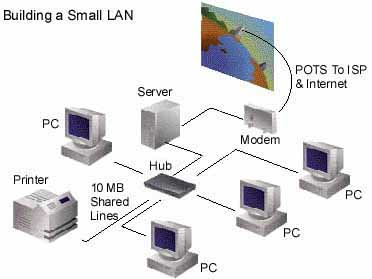 Building a Small LAN
POTS To ISP
& Internet
Server
PC
Modem
Hub
Printer
10 MB
Shared
Lines
PC
PC
PC